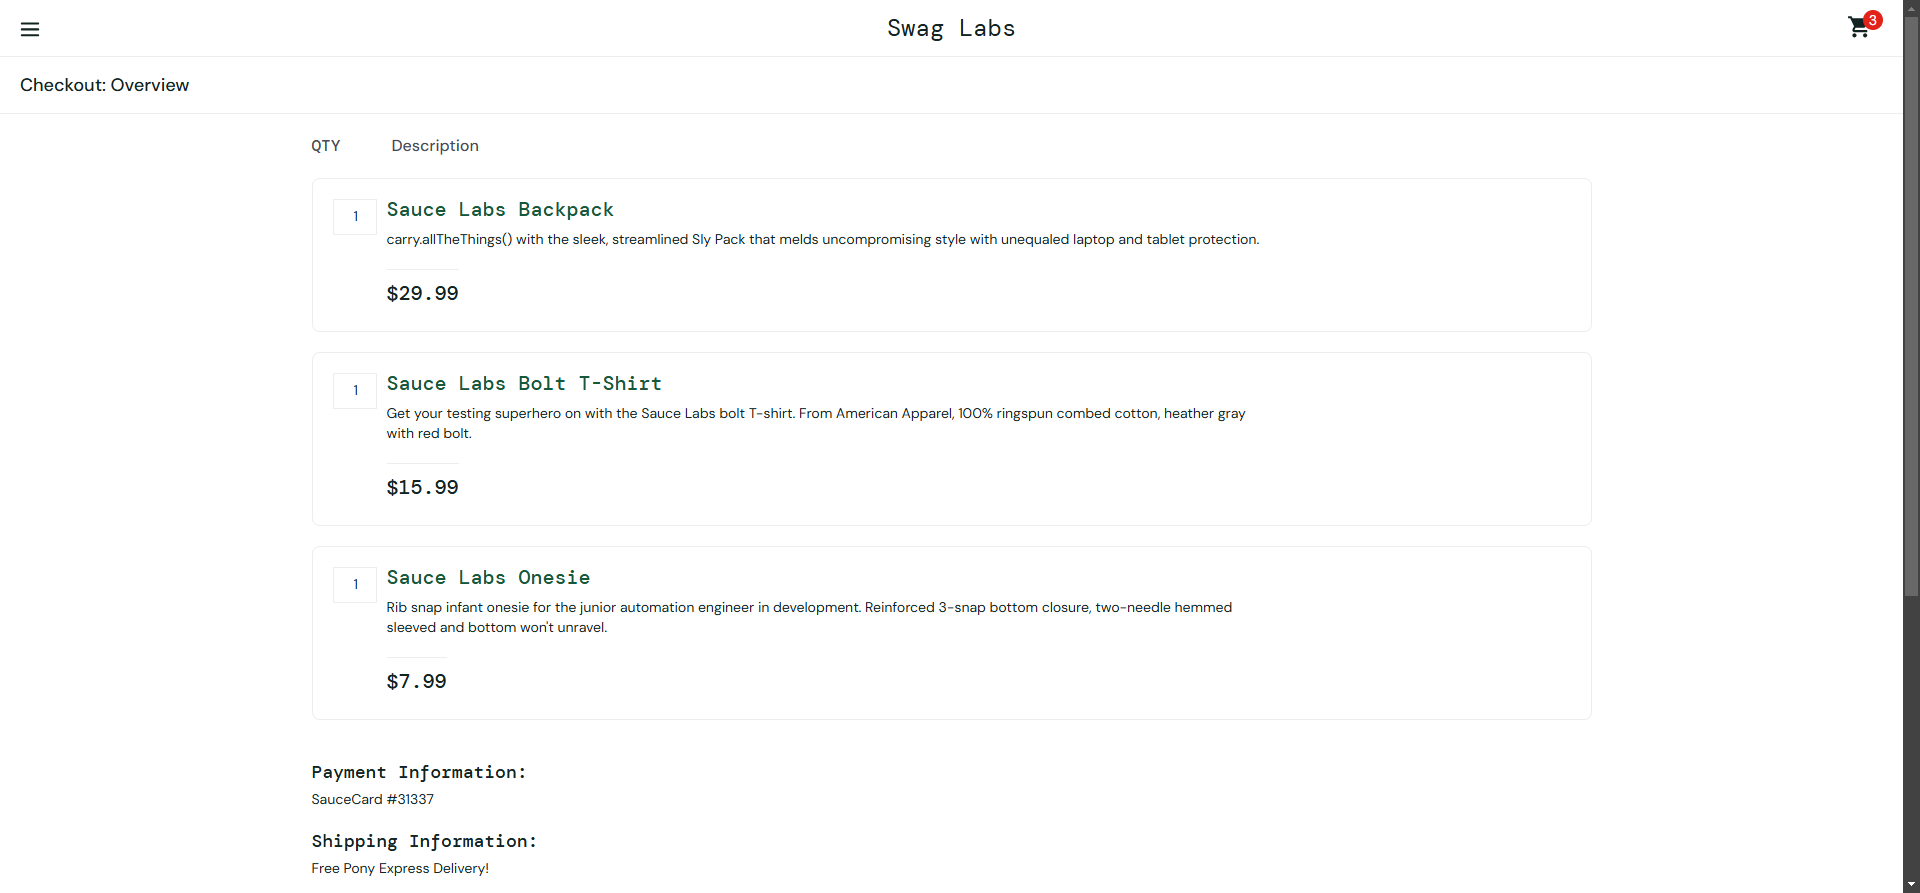 Swag Labs
3
Checkout: Overview
QTY Description
1
Sauce Labs Backpack
carry.allTheThings() with the sleek, streamlined Sly Pack that melds uncompromising style with unequaled laptop and tablet protection.
$29.99
1
Sauce Labs Bolt T-Shirt
Get your testing superhero on with the Sauce Labs bolt T-shirt. From American Apparel, 100% ringspun combed cotton, heather gray
with red bolt.
$15.99
1
Sauce Labs Onesie
Rib snap infant onesie for the junior automation engineer in development. Reinforced 3-snap bottom closure, two-needle hemmed
sleeved and bottom won't unravel.
$7.99
Payment Information:
SauceCard #31337
Shipping Information:
Free Pony Express Delivery!